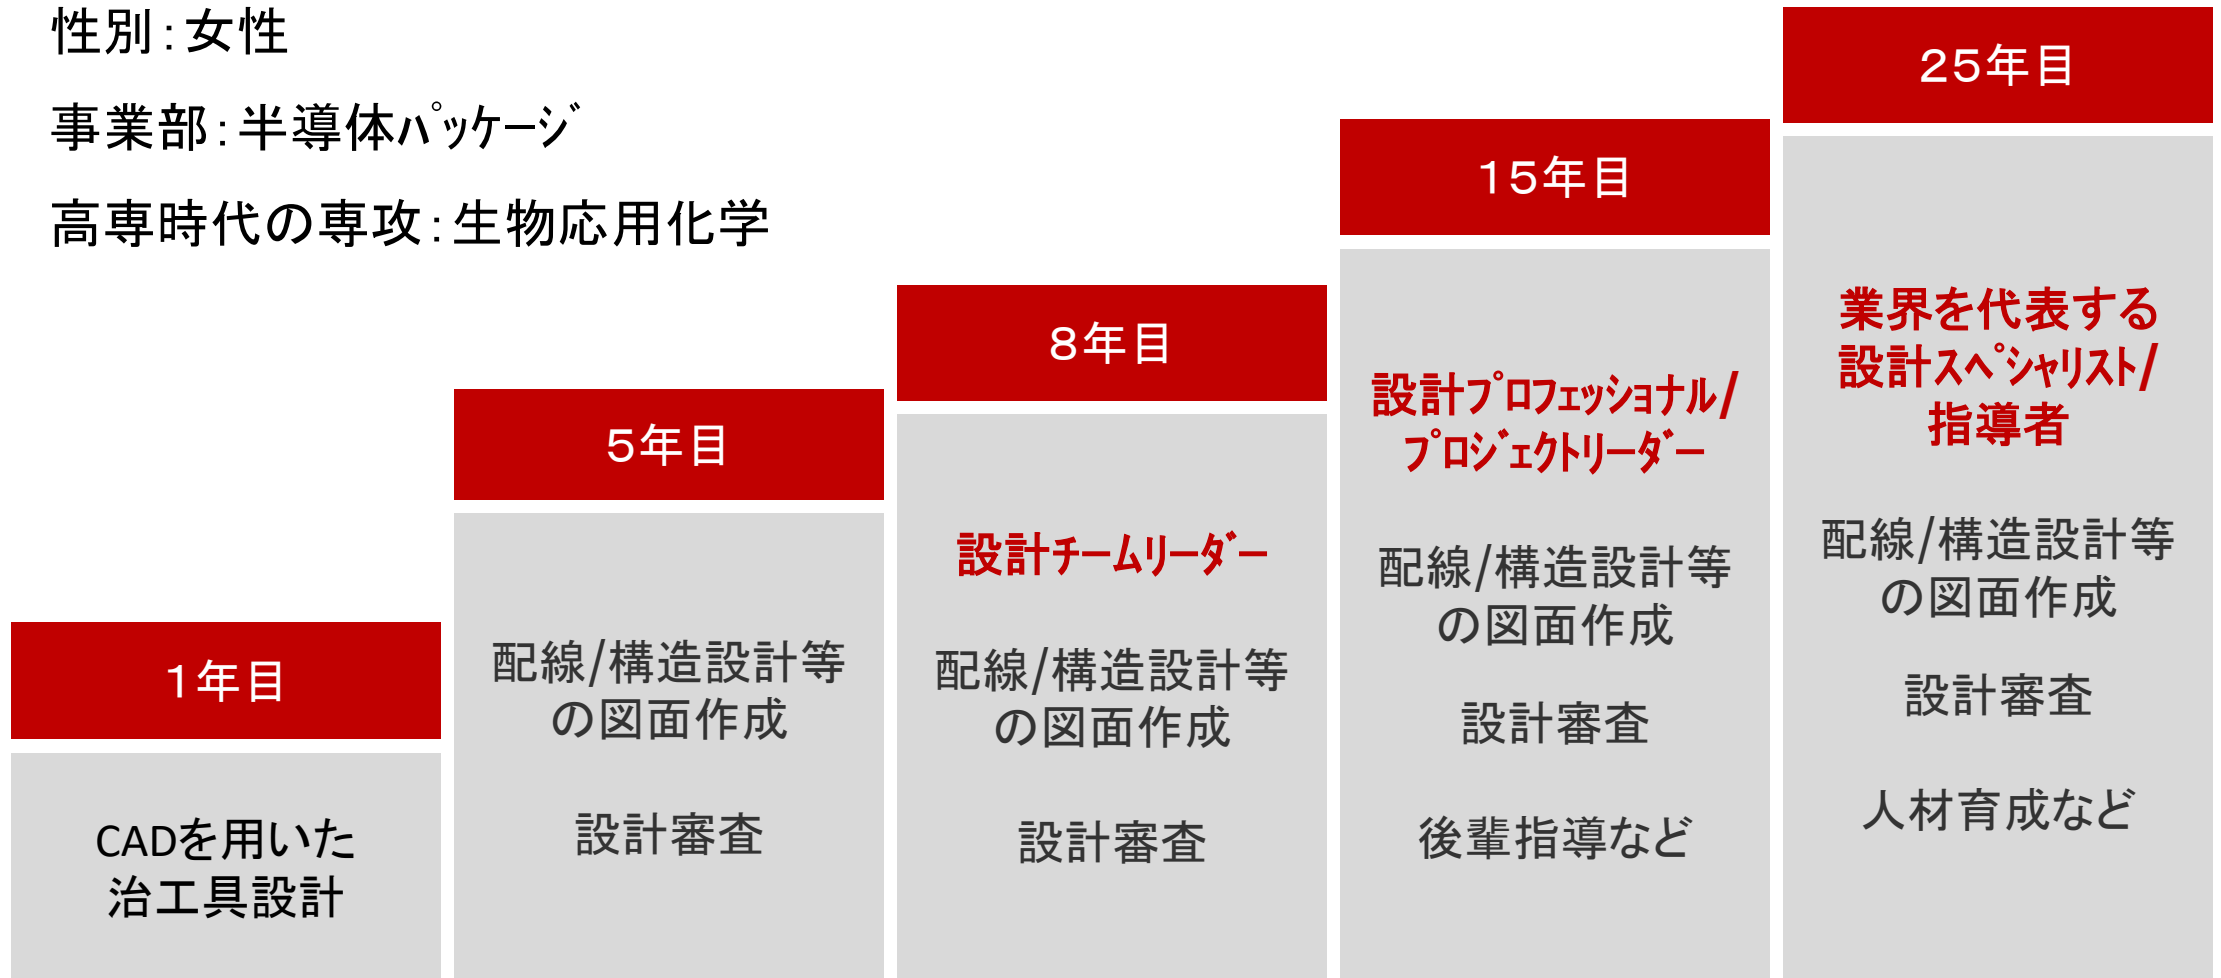 性別：女性
事業部：半導体ﾊﾟｯｹｰｼﾞ
高専時代の専攻：生物応用化学
1年目
CADを用いた
治工具設計
5年目
配線/構造設計等
の図面作成
設計審査
8年目
設計ﾁｰﾑﾘｰﾀﾞｰ
配線/構造設計等
の図面作成
設計審査
15年目
設計ﾌﾟﾛﾌｪｯｼｮﾅﾙ/
ﾌﾟﾛｼﾞｪｸﾄﾘｰﾀﾞｰ
配線/構造設計等
の図面作成
設計審査
後輩指導など
25年目
業界を代表する
設計ｽﾍﾟｼｬﾘｽﾄ/
指導者
配線/構造設計等
の図面作成
設計審査
人材育成など